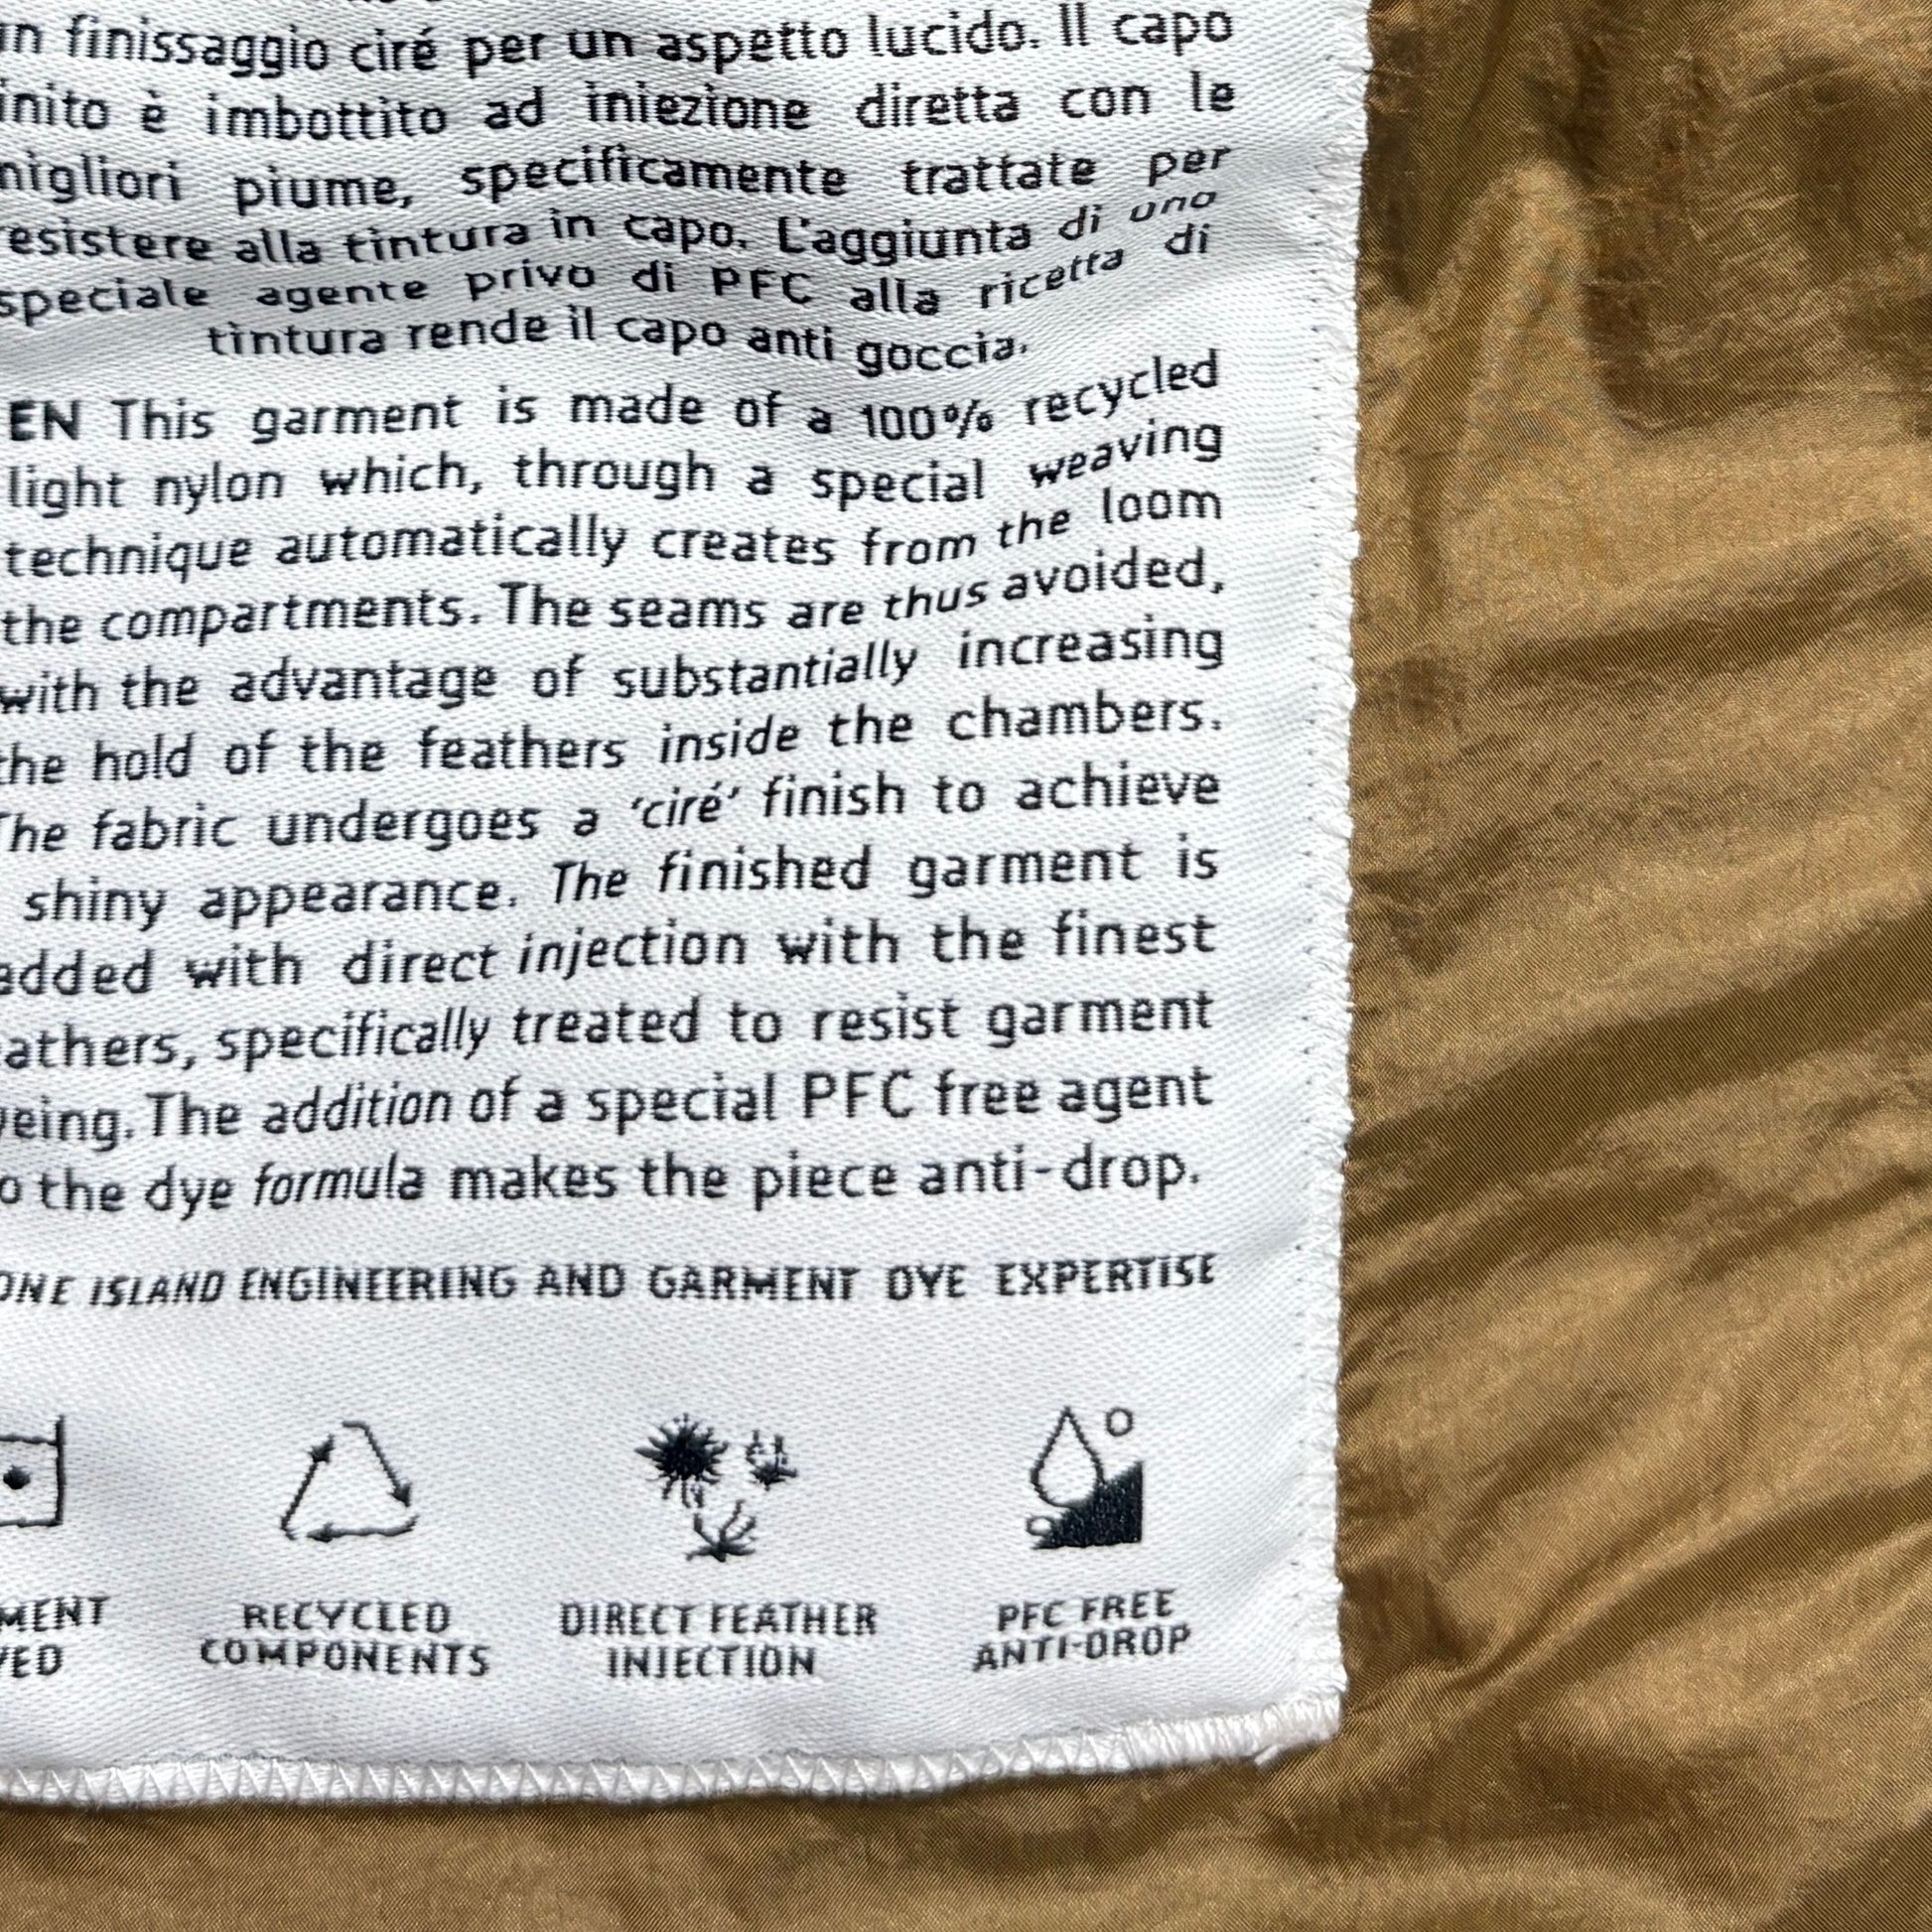 un finissaggio ciré per un aspetto lucido. Il capo
inito è imbottito ad iniezione diretta con le
migliori piume, specificamente trattate per
esistere alla tintura in capo. L'aggiunta di uno
speciale agente privo di PFC alla ricetta di
tintura rende il capo anti goccia.
EN This garment is made of a 100% recycled
light nylon which, through a special weaving
technique automatically creates from the loom
the compartments. The seams are thus avoided,
with the advantage of substantially increasing
the hold of the feathers inside the chambers.
The fabric undergoes a 'ciré' finish to achieve
shiny appearance. The finished garment is
added with direct injection with the finest
eathers, specifically treated to resist garment
yeing. The addition of a special PFC free agent
o the dye formula makes the piece anti-drop.
ONE ISLAND ENGINEERING AND GARMENT DYE EXPERTISE
MENT
YED
RECYCLED
COMPONENTS
DIRECT FEATHER
INJECTION
PFC FREE
ANTI-DROP